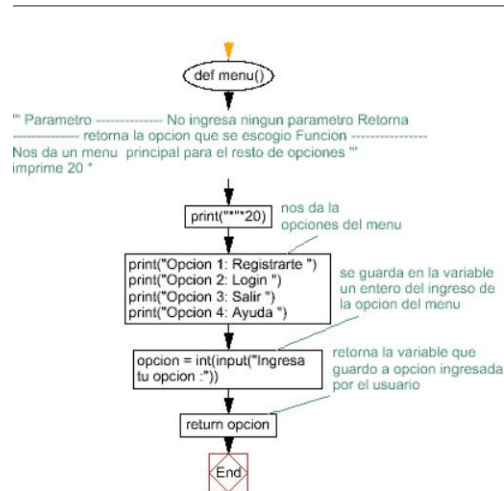 def menu()
''' Parametro -------------- No ingresa ningun parametro Retorna
-------------- retorna la opcion que se escogio Funcion ----------------
Nos da un menu principal para el resto de opciones '''
imprime 20 *
print("*"*20)
nos da la
opciones del menu
print("Opcion 1: Registrarte ")
print("Opcion 2: Login ")
print("Opcion 3: Salir ")
print("Opcion 4: Ayuda ")
se guarda en la variable
un entero del ingreso de
la opcion del menu
opcion = int(input("Ingresa
tu opcion :"))
retorna la variable que
guardo a opcion ingresada
por el usuario
return opcion
End